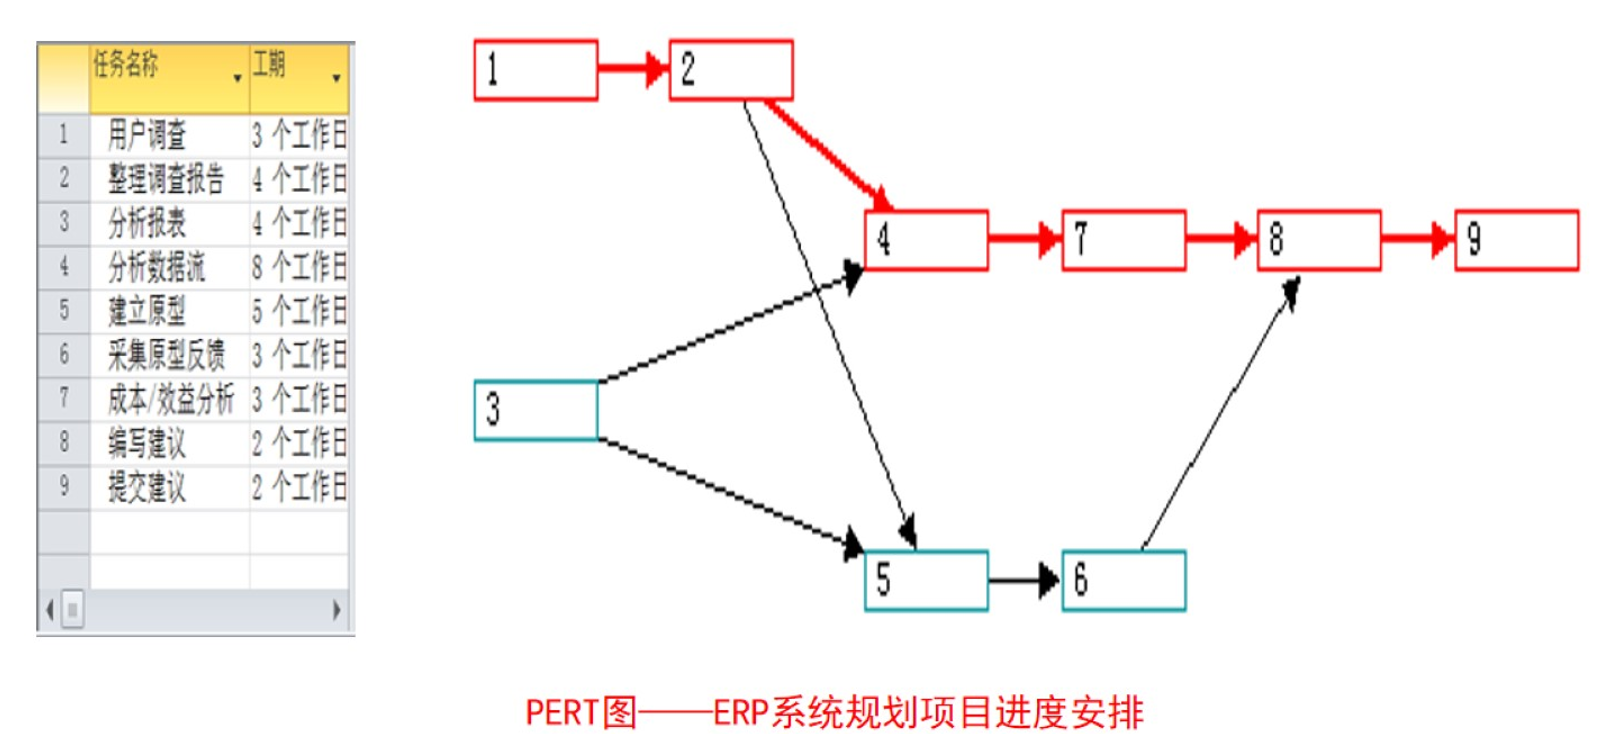 任务名称 工期
1 用户调查 3 个工作日
2 整理调查报告 4 个工作日
3 分析报表 4 个工作日
4 分析数据流 8 个工作日
5 建立原型 5 个工作日
6 采集原型反馈 3 个工作日
7 成本/效益分析 3 个工作日
8 编写建议 2 个工作日
9 提交建议 2 个工作日
1
2
4
7
8
9
3
5
6
PERT图——ERP系统规划项目进度安排